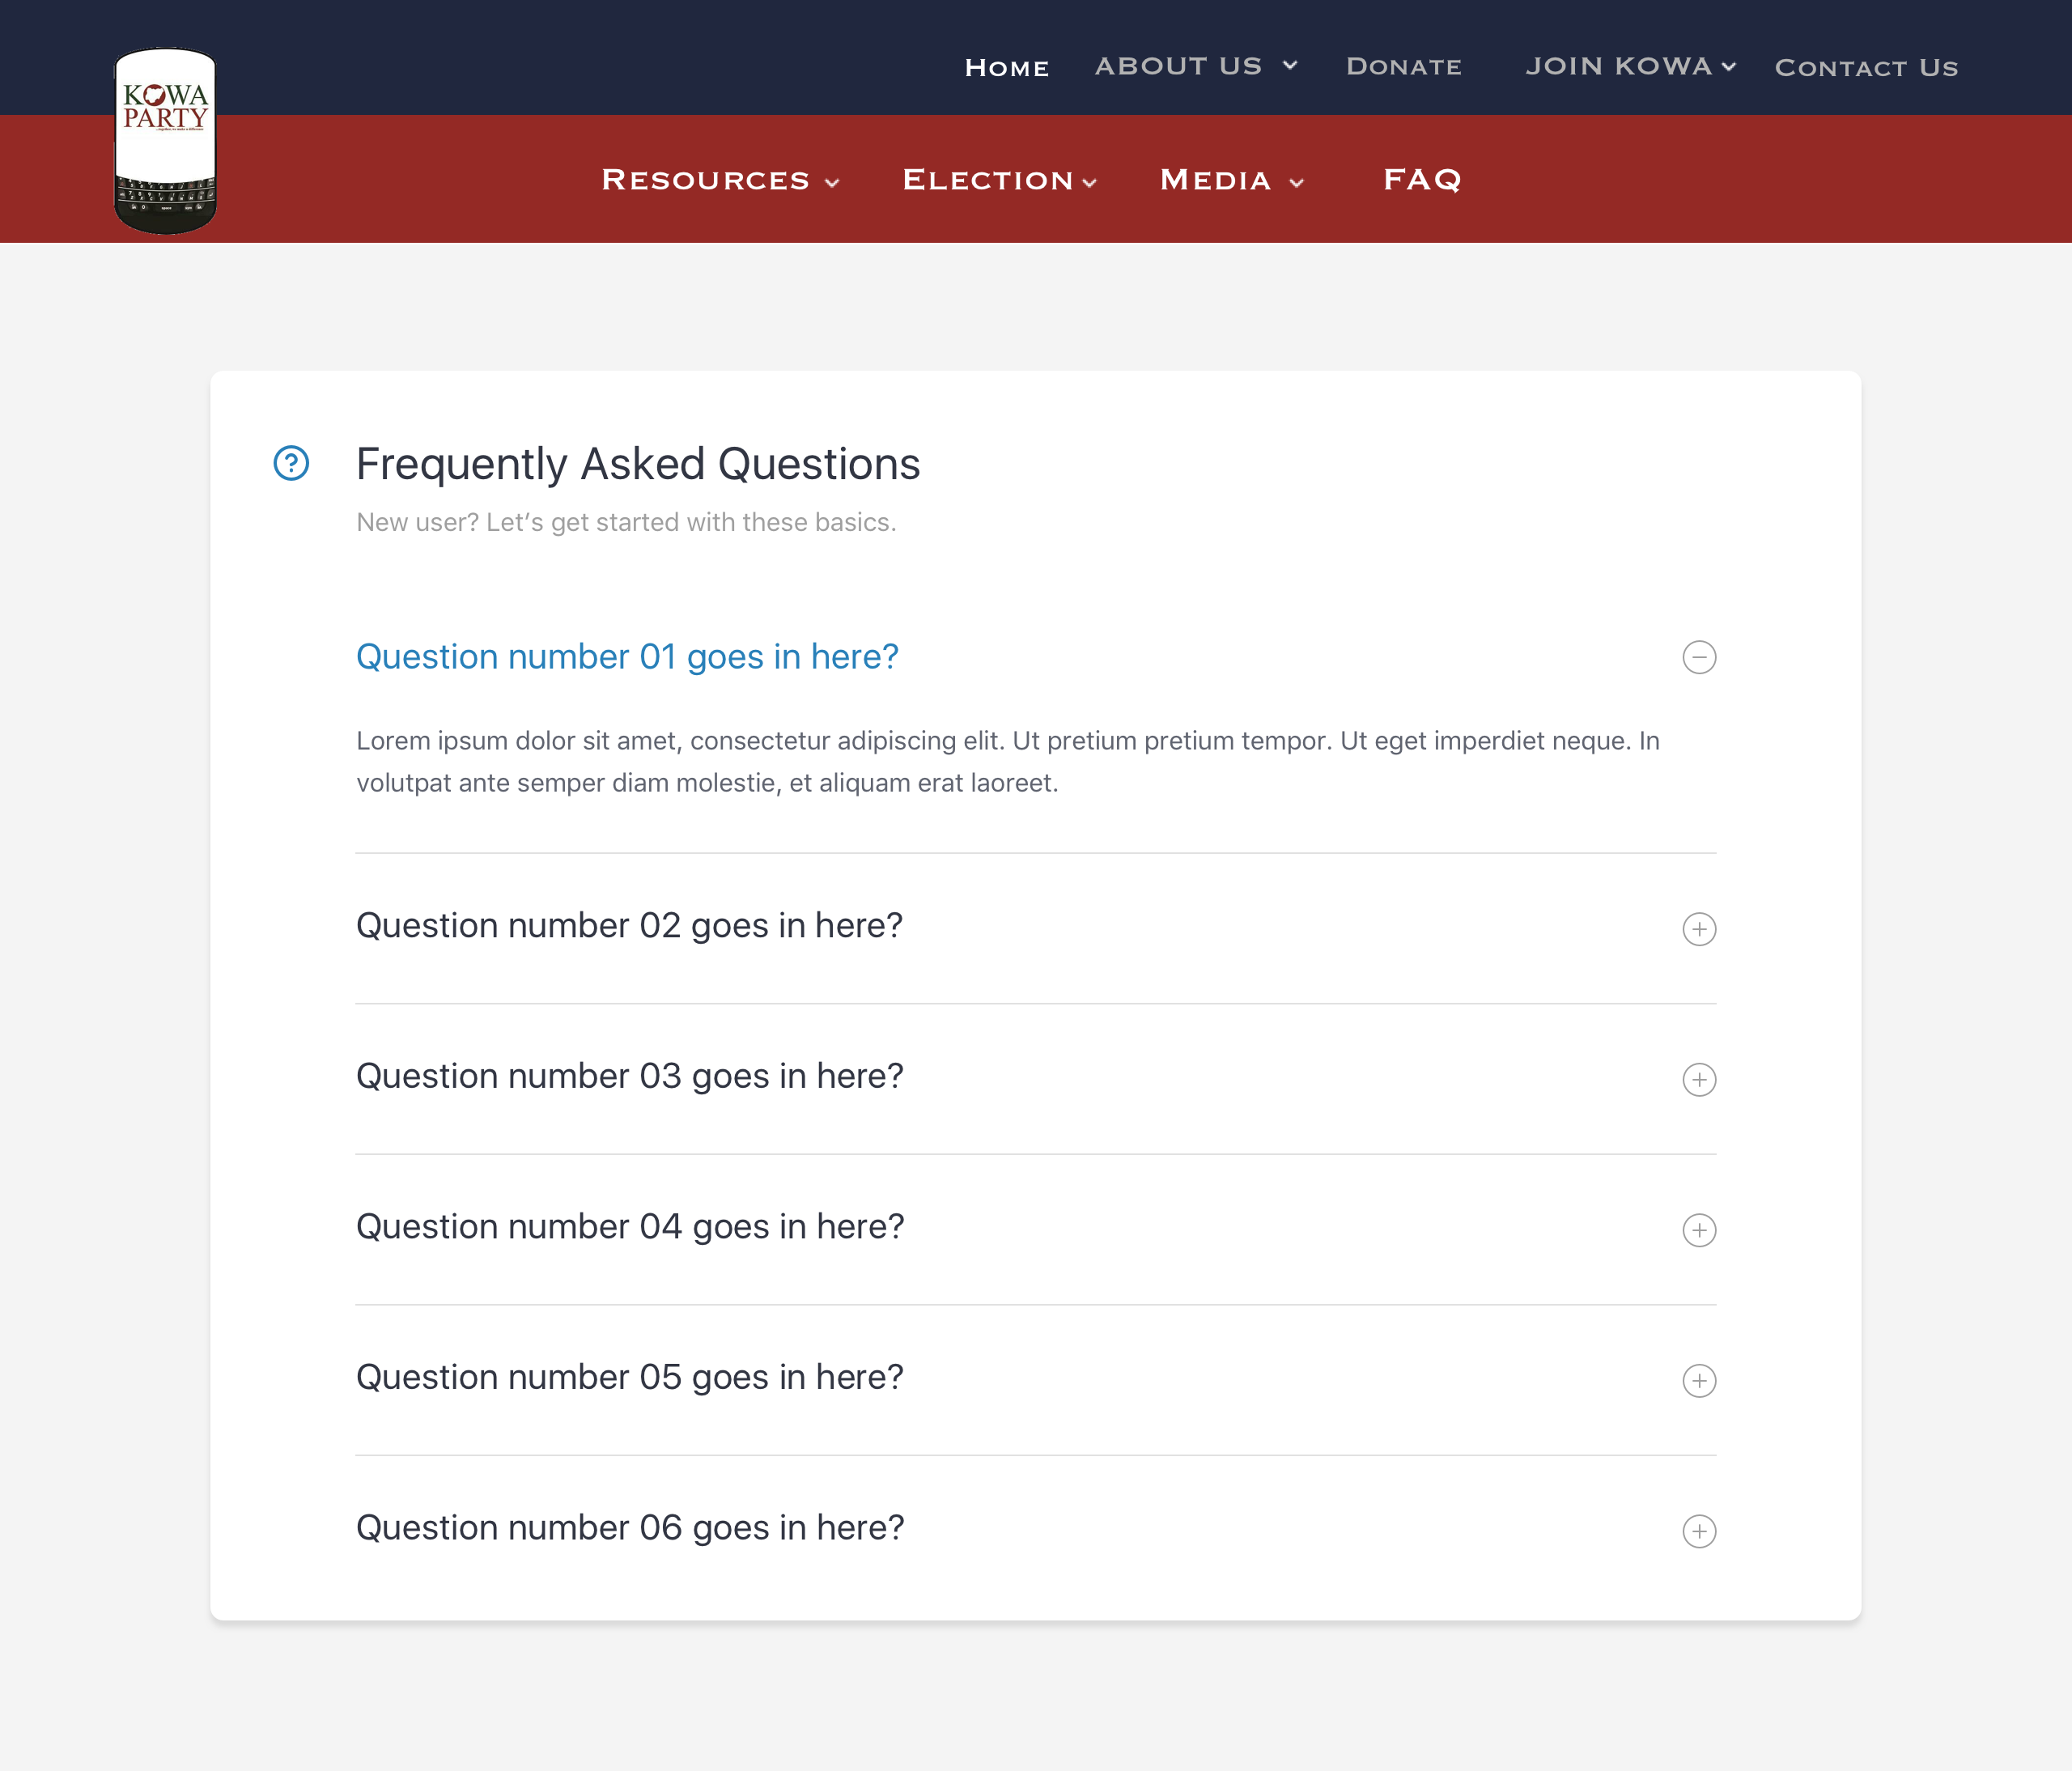 Home ABOUT US Donate JOIN KOWA Contact Us
KOWA
PARTY
Resources Election Media FAQ
Frequently Asked Questions
New user? Let’s get started with these basics.
Question number 01 goes in here?
Lorem ipsum dolor sit amet, consectetur adipiscing elit. Ut pretium pretium tempor. Ut eget imperdiet neque. In
volutpat ante semper diam molestie, et aliquam erat laoreet.
Question number 02 goes in here?
Question number 03 goes in here?
Question number 04 goes in here?
Question number 05 goes in here?
Question number 06 goes in here?